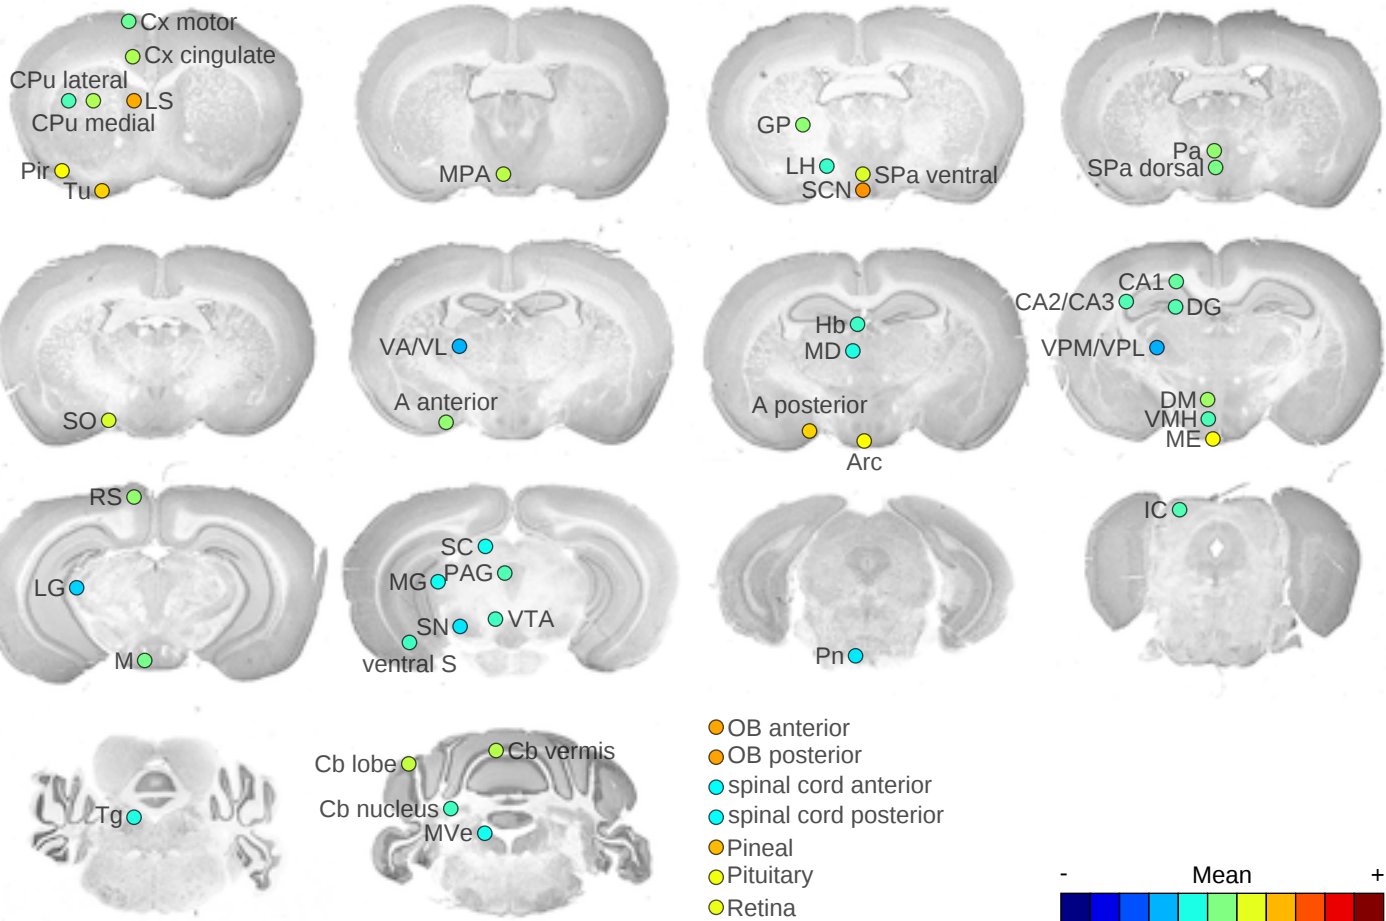 Cx motor
Cx cingulate
CPu lateral
LS
CPu medial
Pir
Tu
MPA
GP
LH
SPa ventral
SCN
Pa
SPa dorsal
SO
VA/VL
A anterior
Hb
MD
A posterior
Arc
CA1
CA2/CA3
DG
VPM/VPL
DM
VMH
ME
RS
LG
M
SC
MG
PAG
SN
VTA
ventral S
Pn
IC
Tg
Cb lobe
Cb vermis
Cb nucleus
MVe
OB anterior
OB posterior
spinal cord anterior
spinal cord posterior
Pineal
Pituitary
Retina
- Mean +